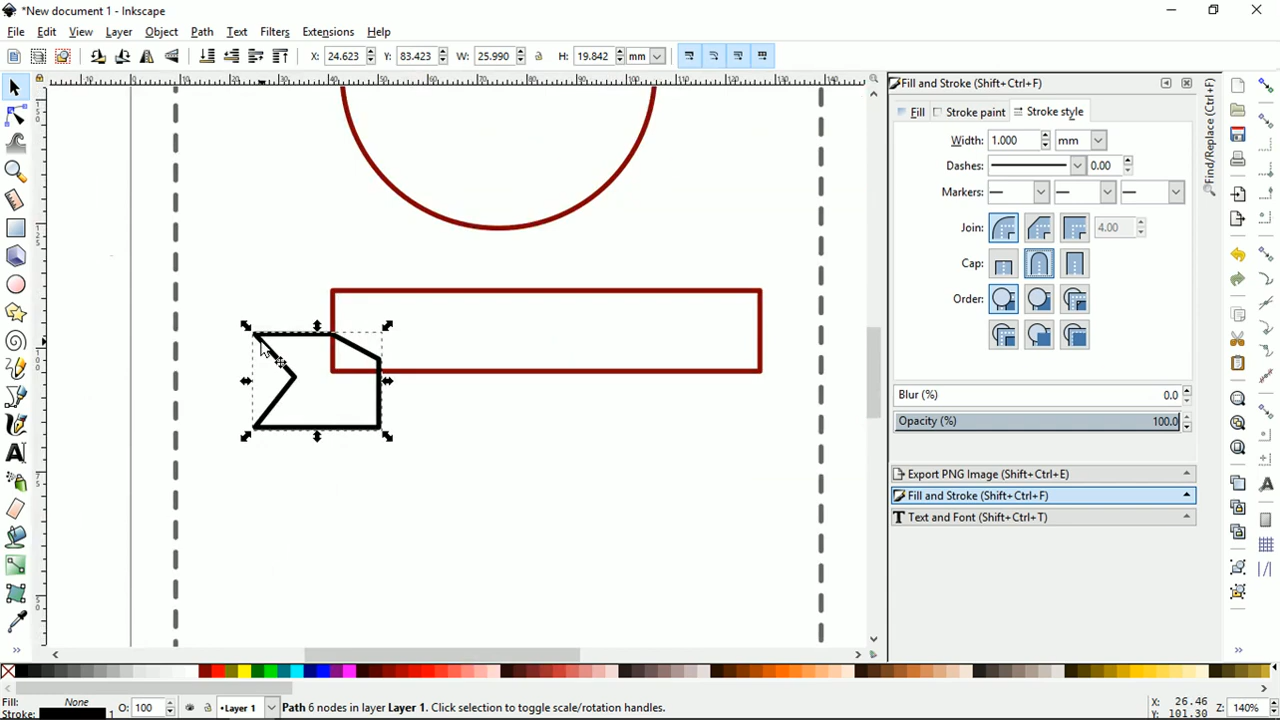 *New document 1 - Inkscape
File Edit View Layer Object Path Text Filters Extensions Help
X: 24.623 Y: 83.423 W: 25.990 H: 19.842 mm
Fill and Stroke (Shift+Ctrl+F)
Fill Stroke paint Stroke style
Width: 1.000 mm
Dashes: 0.00
Markers:
Join: 4.00
Cap:
Order:
Blur (%) 0.0
Opacity (%) 100.0
Export PNG Image (Shift+Ctrl+E)
Fill and Stroke (Shift+Ctrl+F)
Text and Font (Shift+Ctrl+T)
Find/Replace (Ctrl+F)
Fill: None
Stroke: 1
O: 100
•Layer 1
Path 6 nodes in layer Layer 1. Click selection to toggle scale/rotation handles.
X: 26.46
Y: 101.30
Z: 140%